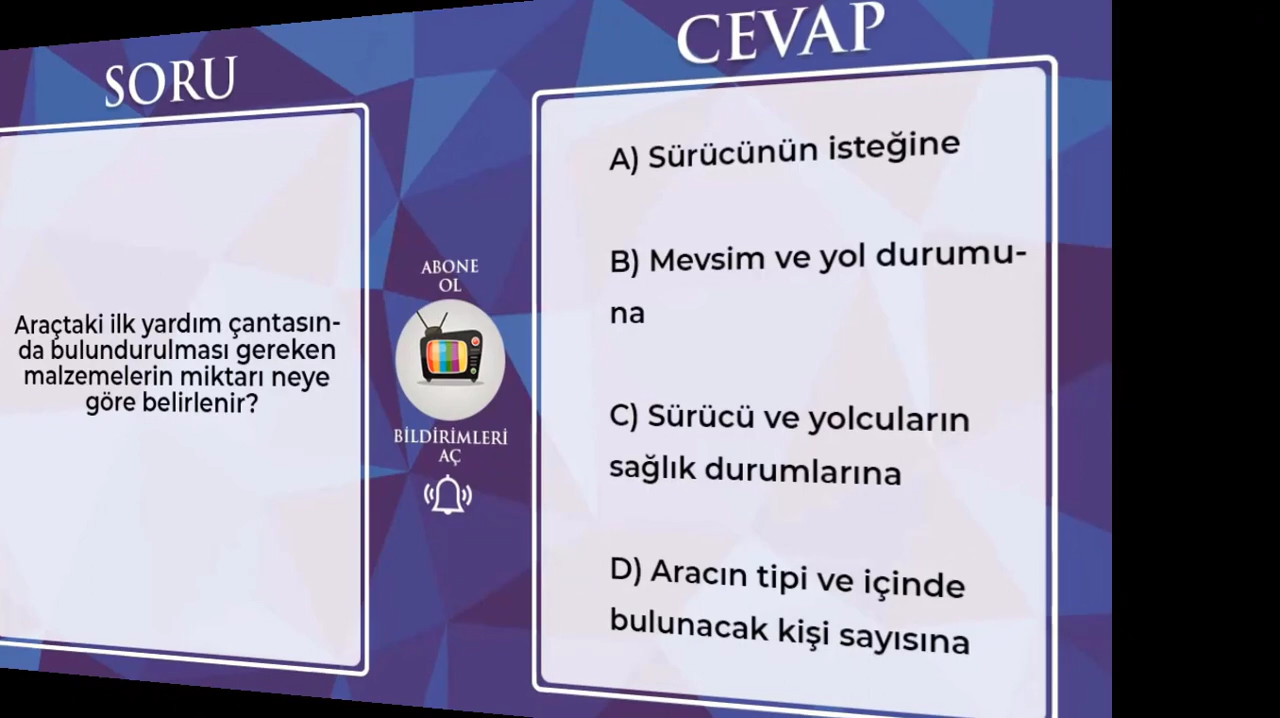 SORU
Araçtaki ilk yardım çantasın-
da bulundurulması gereken
malzemelerin miktarı neye
göre belirlenir?
ABONE
OL
BİLDİRİMLERİ
AÇ
CEVAP
A) Sürücünün isteğine
B) Mevsim ve yol durumu-
na
C) Sürücü ve yolcuların
sağlık durumlarına
D) Aracın tipi ve içinde
bulunacak kişi sayısına